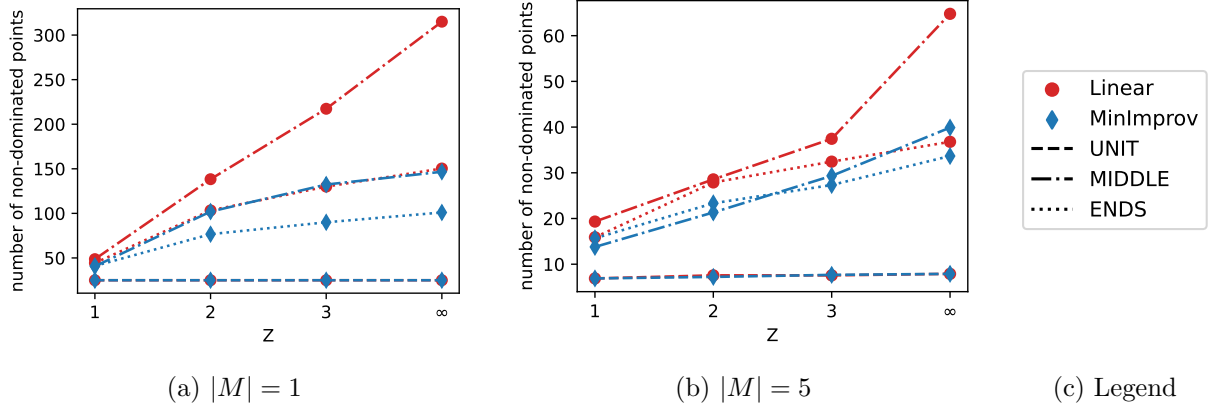 number of non-dominated points
300
250
200
150
100
50
1
2
3
∞
Z
(a) |M| = 1
number of non-dominated points
60
50
40
30
20
10
1
2
3
∞
Z
(b) |M| = 5
Linear
MinImprov
UNIT
MIDDLE
ENDS
(c) Legend